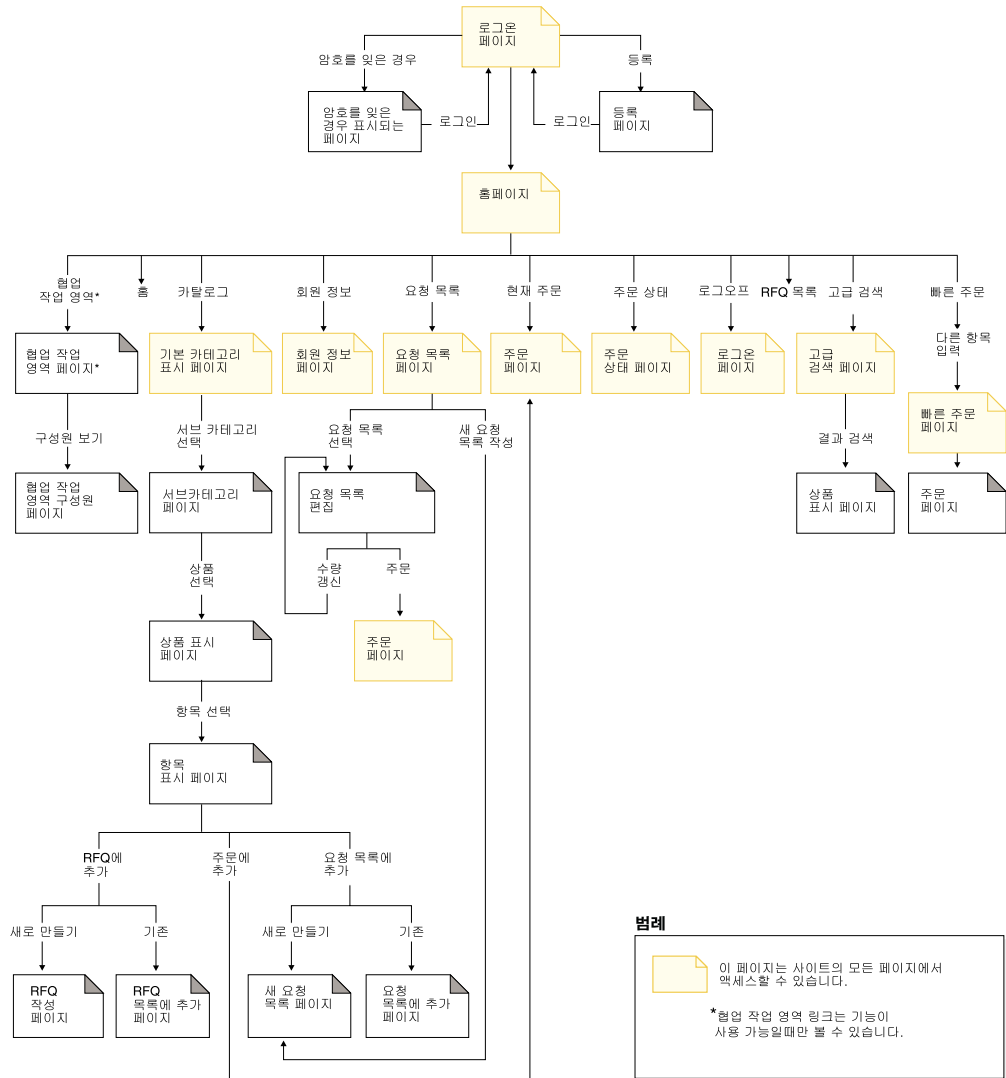 로그온
페이지
암호를 잊은 경우
등록
암호를 잊은
경우 표시되는
페이지
로그인
로그인
등록
페이지
홈페이지
협업
작업 영역*
홈
카탈로그
회원 정보
요청 목록
현재 주문
주문 상태
로그오프
RFQ 목록
고급 검색
빠른 주문
협업 작업
영역 페이지*
기본 카테고리
표시 페이지
회원 정보
페이지
요청 목록
페이지
주문
페이지
주문
상태 페이지
로그온
페이지
고급
검색 페이지
다른 항목
입력
빠른 주문
페이지
구성원 보기
서브 카테고리
선택
요청 목록
선택
새 요청
목록 작성
결과 검색
협업 작업
영역 구성원
페이지
서브카테고리
페이지
요청 목록
편집
상품
표시 페이지
주문
페이지
상품
선택
수량
갱신
주문
상품 표시
페이지
주문
페이지
항목 선택
항목
표시 페이지
RFQ에
추가
주문에
추가
요청 목록에
추가
새로 만들기
기존
새로 만들기
기존
RFQ
작성
페이지
RFQ
목록에 추가
페이지
새 요청
목록 페이지
요청
목록에 추가
페이지
범례
이 페이지는 사이트의 모든 페이지에서
액세스할 수 있습니다.
*협업 작업 영역 링크는 기능이
사용 가능일때만 볼 수 있습니다.